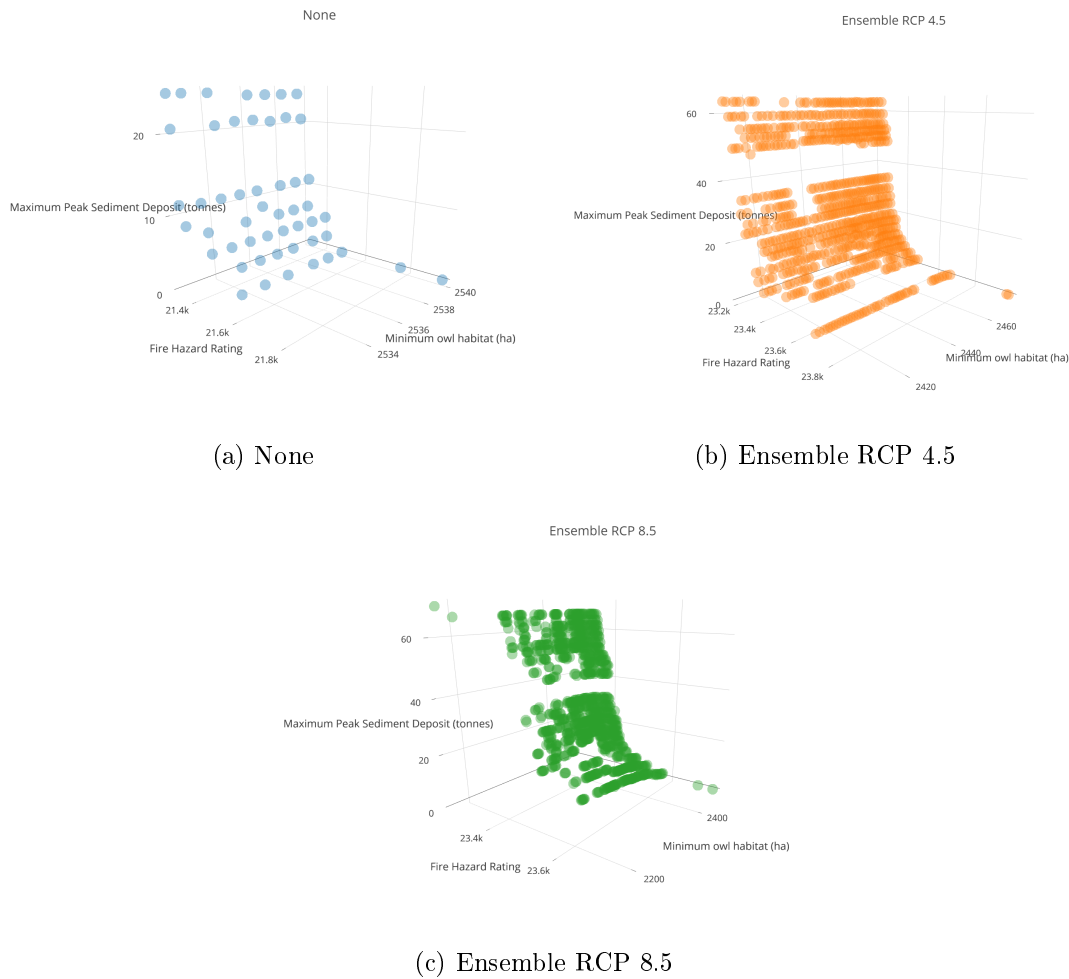 None
20
Maximum Peak Sediment Deposit (tonnes)
10
0
21.4k
21.6k
Fire Hazard Rating
21.8k
2540
2538
2536
Minimum owl habitat (ha)
2534
(a) None
Ensemble RCP 4.5
60
40
Maximum Peak Sediment Deposit (tonnes)
20
0
23.2k
23.4k
23.6k
Fire Hazard Rating
23.8k
2460
2440
Minimum owl habitat (ha)
2420
(b) Ensemble RCP 4.5
Ensemble RCP 8.5
60
40
Maximum Peak Sediment Deposit (tonnes)
20
0
23.4k
Fire Hazard Rating
23.6k
2400
Minimum owl habitat (ha)
2200
(c) Ensemble RCP 8.5